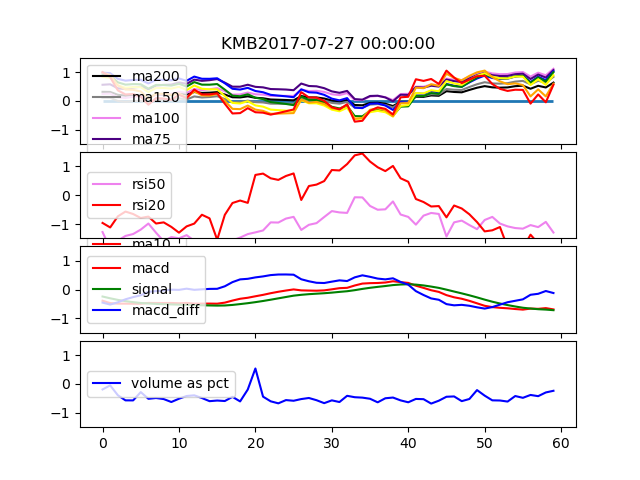 KMB2017-07-27 00:00:00
1
0
−1
ma200
ma150
ma100
ma75
1
0
−1
rsi50
rsi20
ma10
1
0
−1
macd
signal
macd_diff
1
0
−1
volume as pct
0 10 20 30 40 50 60